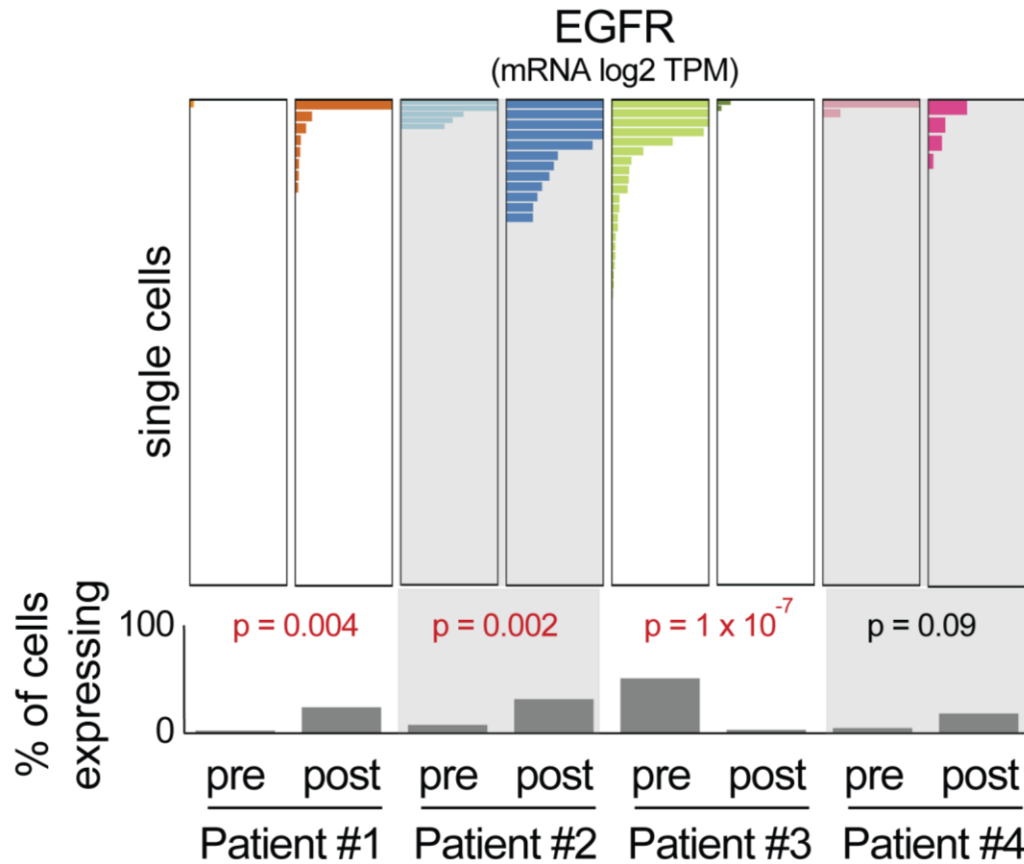 EGFR
(mRNA log2 TPM)
single cells
% of cells
expressing
100
0
p = 0.004
p = 0.002
p = 1 x 10-7
p = 0.09
pre post pre post pre post pre post
Patient #1 Patient #2 Patient #3 Patient #4